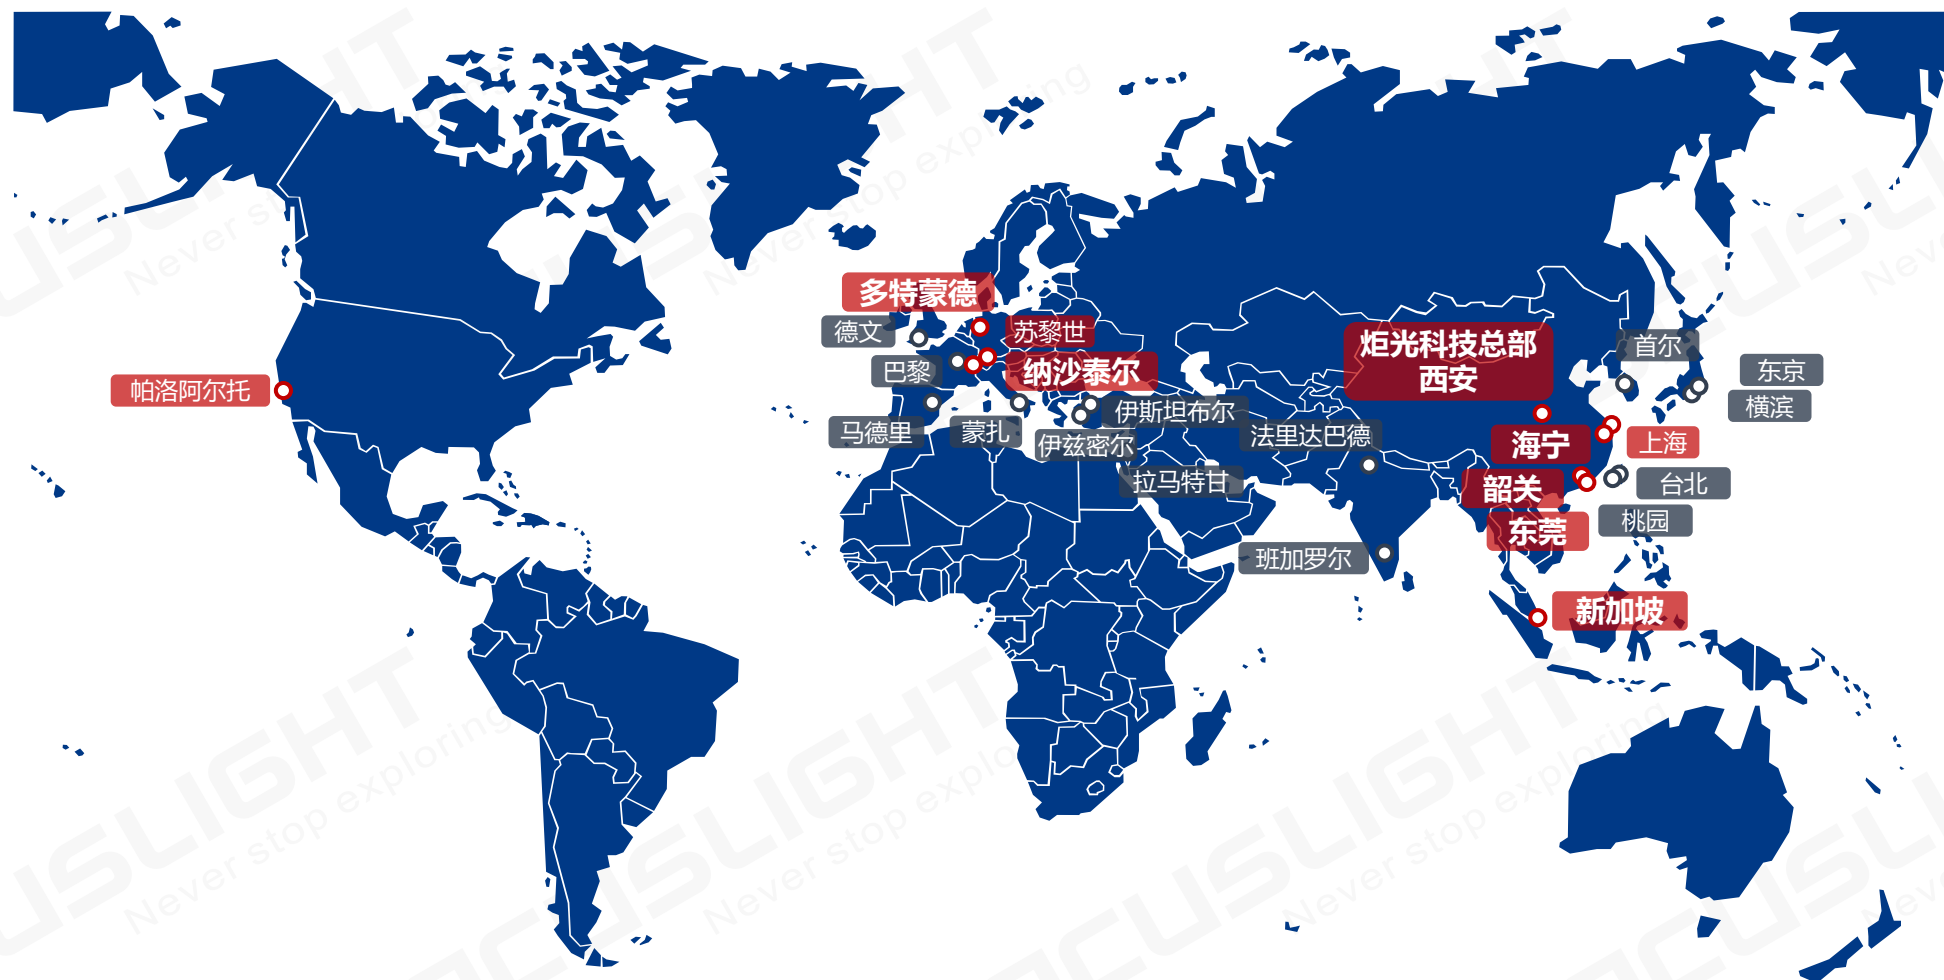 多特蒙德
德文
苏黎世
巴黎
纳沙泰尔
帕洛阿尔托
马德里
蒙扎
伊斯坦布尔
伊兹密尔
拉马特甘
法里达巴德
班加罗尔
炬光科技总部
西安
首尔
东京
横滨
海宁
上海
韶关
台北
东莞
桃园
新加坡
FOCUSLIGHT
Never stop exploring